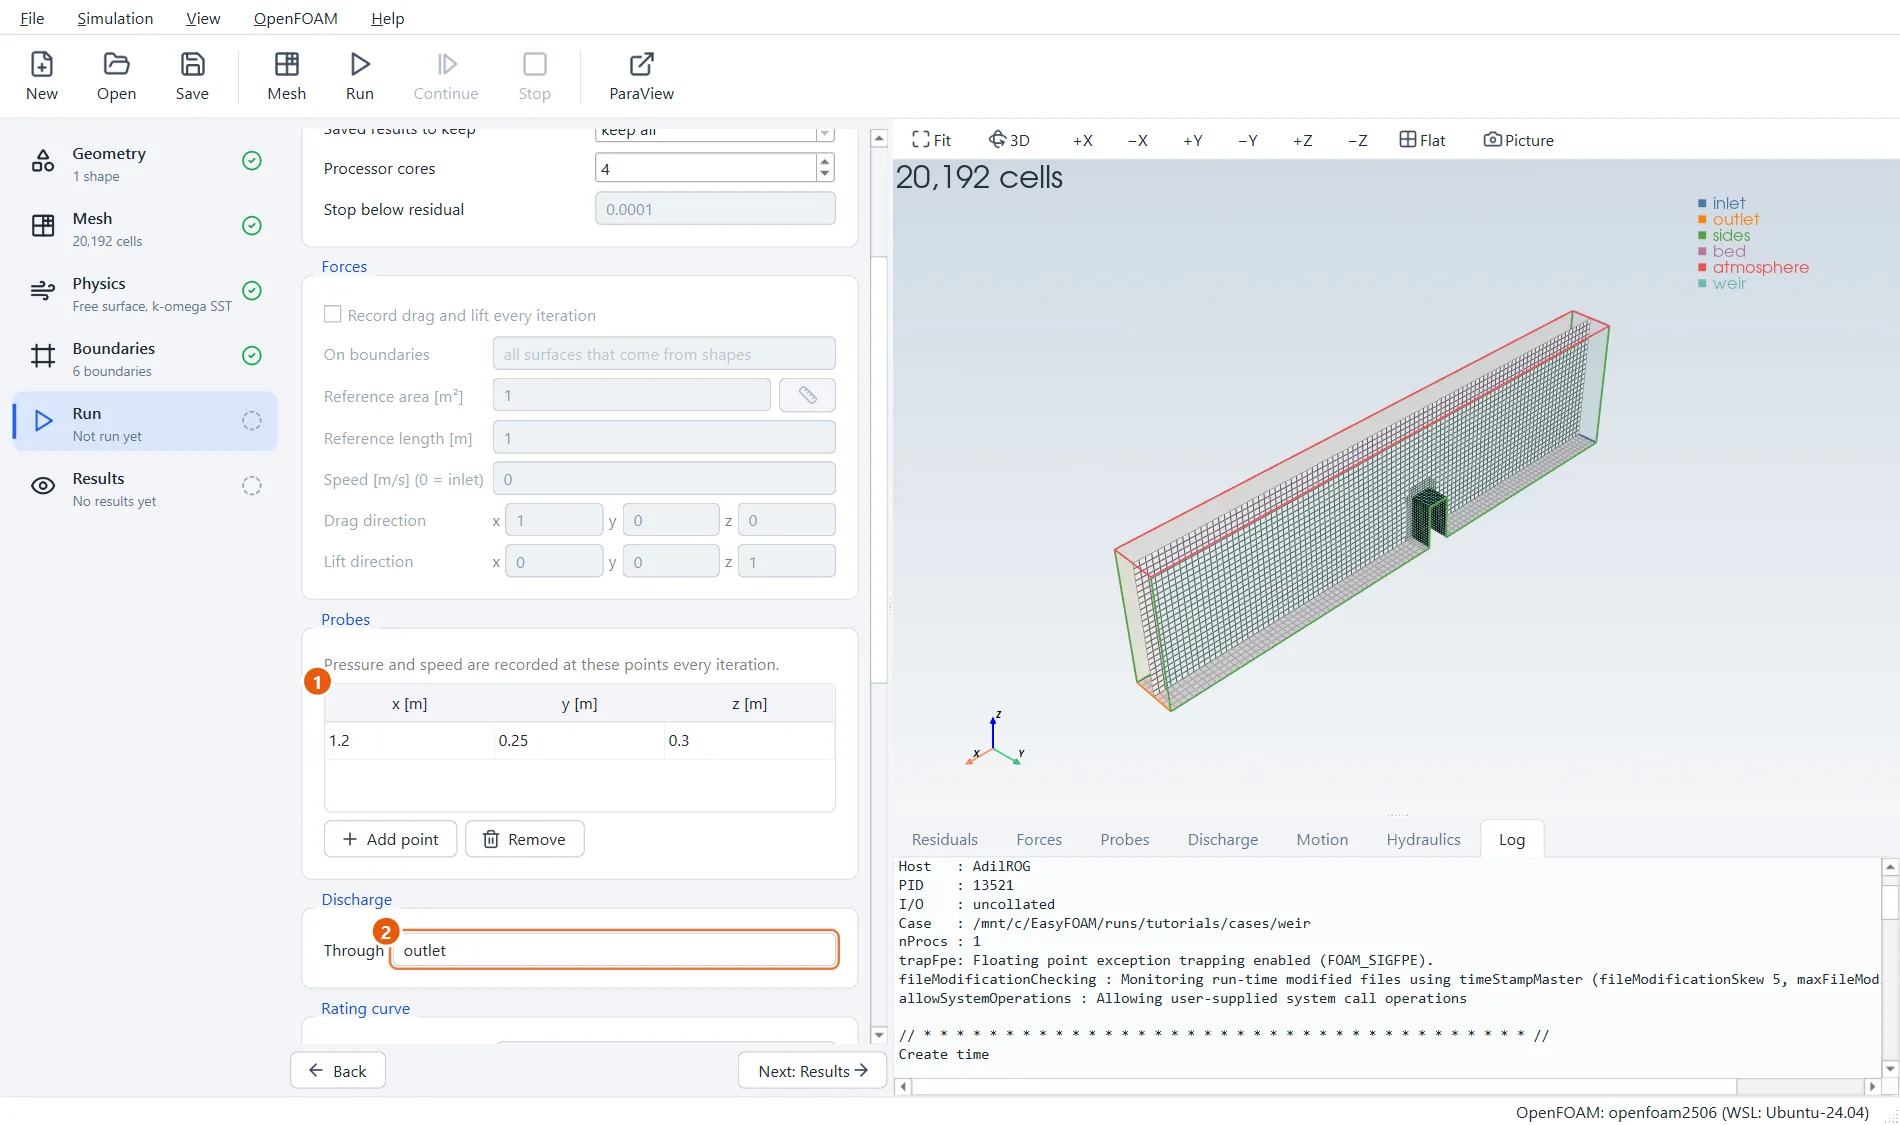 File Simulation View OpenFOAM Help
New Open Save Mesh Run Continue Stop ParaView
Geometry
1 shape
Mesh
20,192 cells
Physics
Free surface, k-omega SST
Boundaries
6 boundaries
Run
Not run yet
Results
No results yet
Saved results to keep keep all
Processor cores 4
Stop below residual 0.0001
Forces
Record drag and lift every iteration
On boundaries all surfaces that come from shapes
Reference area [m²] 1
Reference length [m] 1
Speed [m/s] (0 = inlet) 0
Drag direction x 1 y 0 z 0
Lift direction x 0 y 0 z 1
Probes
Pressure and speed are recorded at these points every iteration.
1
x [m] y [m] z [m]
1.2 0.25 0.3
Add point Remove
Discharge
2
Through outlet
Rating curve
Back Next: Results
Fit 3D +X −X +Y −Y +Z −Z Flat Picture
20,192 cells
inlet
outlet
sides
bed
atmosphere
weir
Z
X Y
Residuals Forces Probes Discharge Motion Hydraulics Log
Host : AdilROG
PID : 13521
I/O : uncollated
Case : /mnt/c/EasyFOAM/runs/tutorials/cases/weir
nProcs : 1
trapFpe: Floating point exception trapping enabled (FOAM_SIGFPE).
fileModificationChecking : Monitoring run-time modified files using timeStampMaster (fileModificationSkew 5, maxFileMod
allowSystemOperations : Allowing user-supplied system call operations
// * * * * * * * * * * * * * * * * * * * * * * * * * * * * * * * * * * * * * //
Create time
OpenFOAM: openfoam2506 (WSL: Ubuntu-24.04)